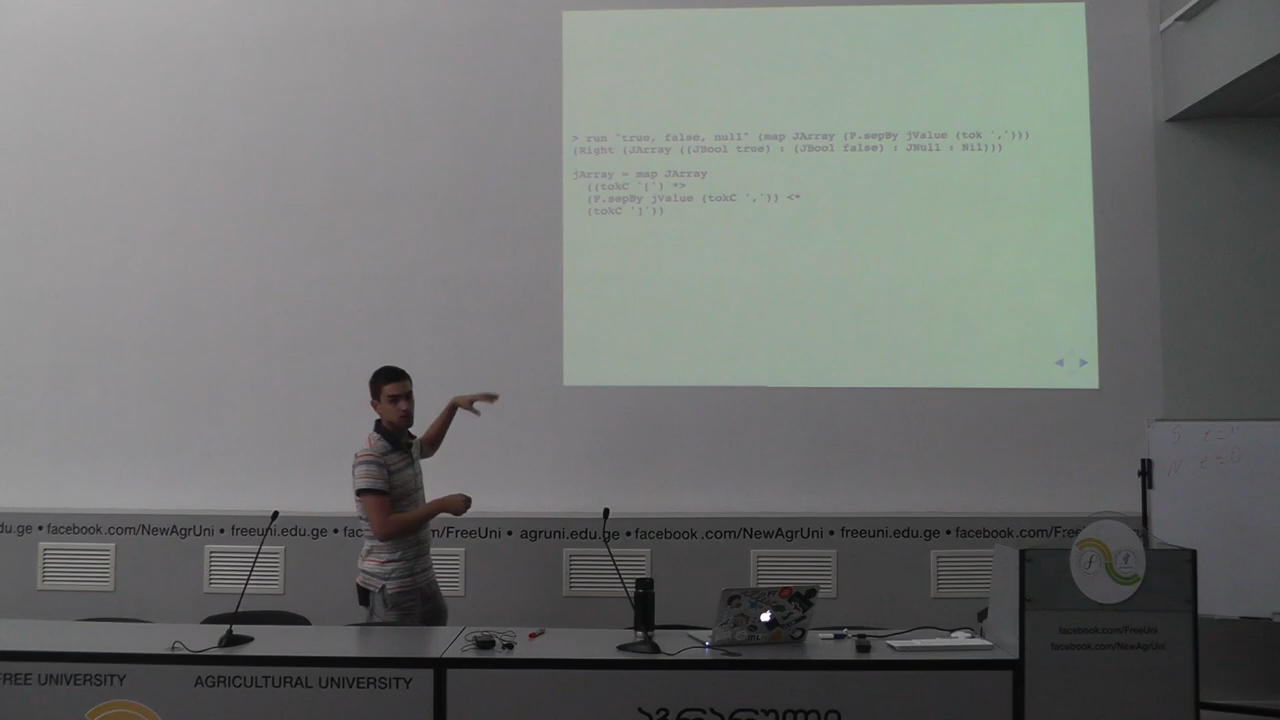 > run "true, false, null" (map JArray (P.sepBy jValue (tok ',')))
(Right (JArray ((JBool true) : (JBool false) : JNull : Nil)))
jArray = map JArray
((tokC '[') *>
(P.sepBy jValue (tokC ',')) <*
(tokC ']'))
du.ge • facebook.com/NewAgrUni • freeuni.edu.ge • fac m/FreeUni • agruni.edu.ge • facebook.com/NewAgrUni • freeuni.edu.ge • facebook.com/Free
facebook.com/FreeUni
facebook.com/NewAgrUni
FREE UNIVERSITY
AGRICULTURAL UNIVERSITY